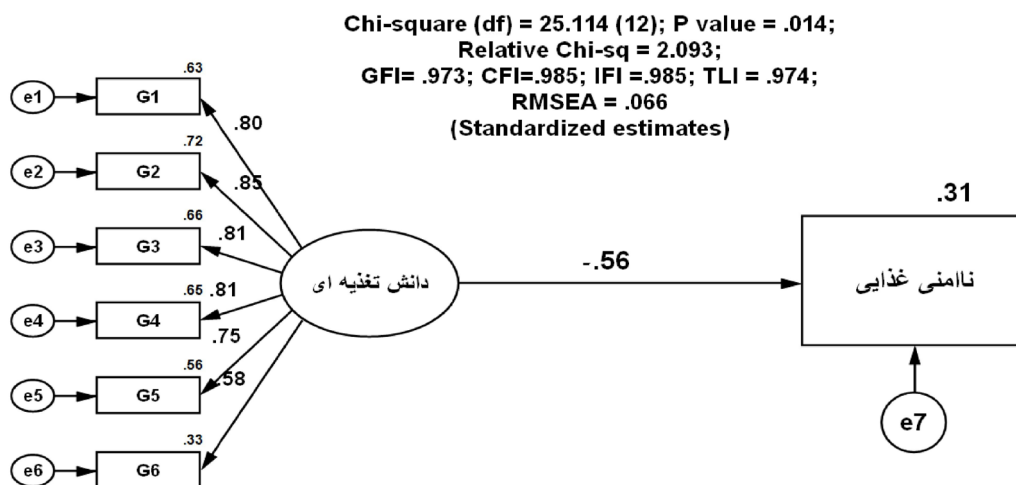 Chi-square (df) = 25.114 (12); P value = .014;
Relative Chi-sq = 2.093;
GFI= .973; CFI=.985; IFI =.985; TLI = .974;
RMSEA = .066
(Standardized estimates)
.63
e1
G1
.80
.72
e2
G2
.85
.66
e3
G3
.81
.65
e4
G4
.81
.56
e5
G5
.75
.33
e6
G6
.58
دانش تغذیه ای
-.56
.31
ناامنی غذایی
e7